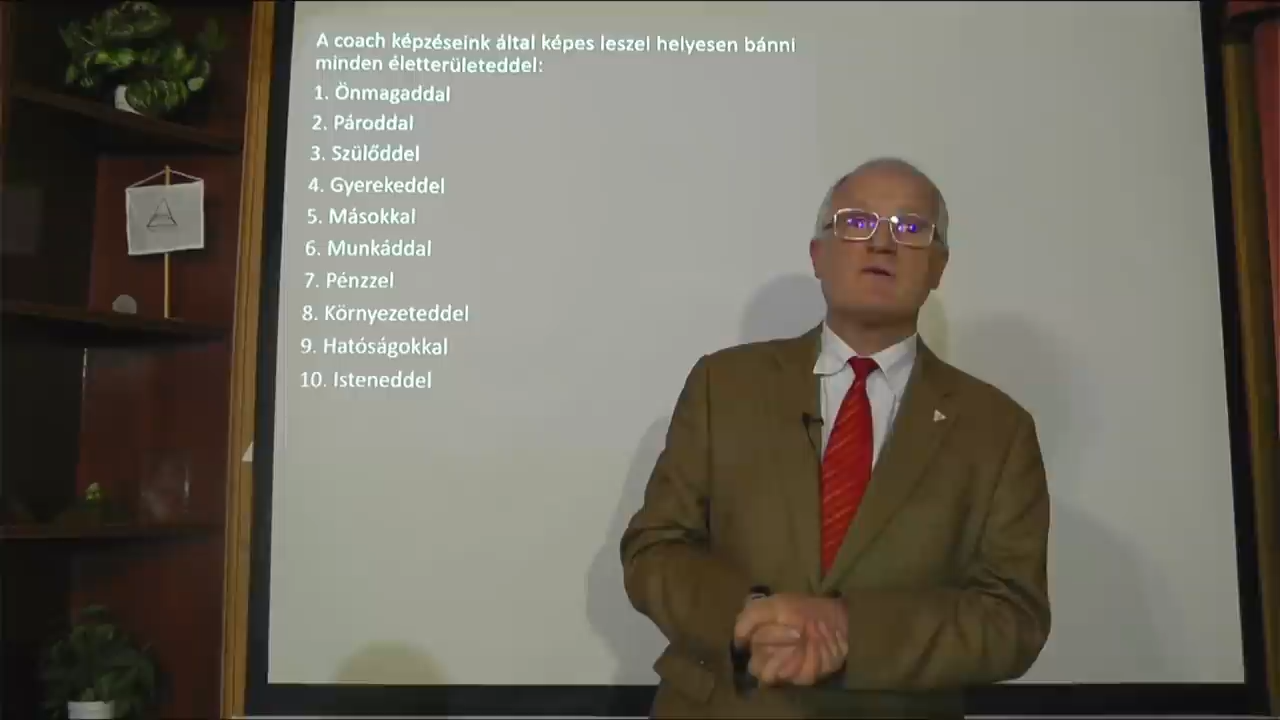 A coach képzéseink által képes leszel helyesen bánni
minden életterületeddel:
1. Önmagaddal
2. Pároddal
3. Szülőddel
4. Gyerekeddel
5. Másokkal
6. Munkáddal
7. Pénzzel
8. Környezeteddel
9. Hatóságokkal
10. Isteneddel